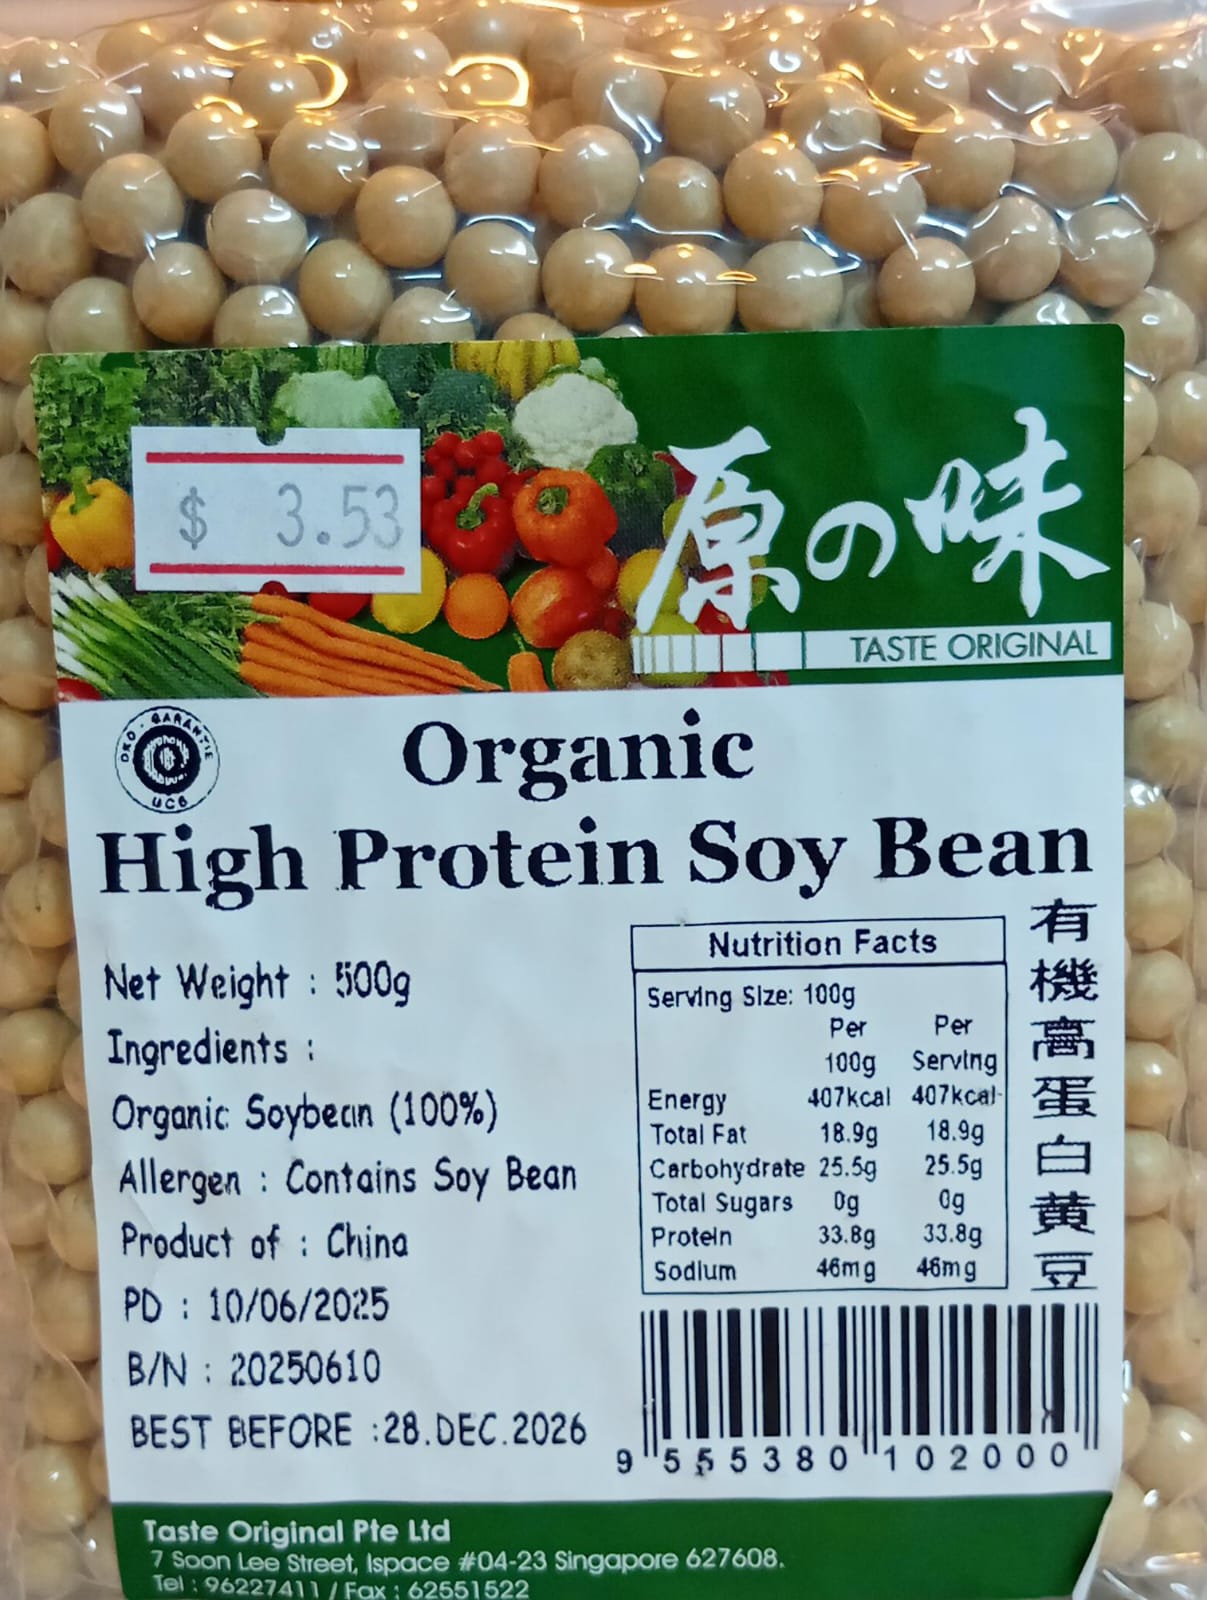 $ 3.53
原の味
TASTE ORIGINAL
ÖKO-GARANTIE
UCB
Organic
High Protein Soy Bean
有機高蛋白黃豆
Net Weight : 500g
Ingredients :
Organic Soybean (100%)
Allergen : Contains Soy Bean
Product of : China
PD : 10/06/2025
B/N : 20250610
BEST BEFORE :28.DEC.2026
Nutrition Facts
Serving Size: 100g
Per Per
100g Serving
Energy 407kcal 407kcal
Total Fat 18.9g 18.9g
Carbohydrate 25.5g 25.5g
Total Sugars 0g 0g
Protein 33.8g 33.8g
Sodium 46mg 46mg
9 555380 102000
Taste Original Pte Ltd
7 Soon Lee Street, Ispace #04-23 Singapore 627608.
Tel : 96227411 / Fax : 62551522